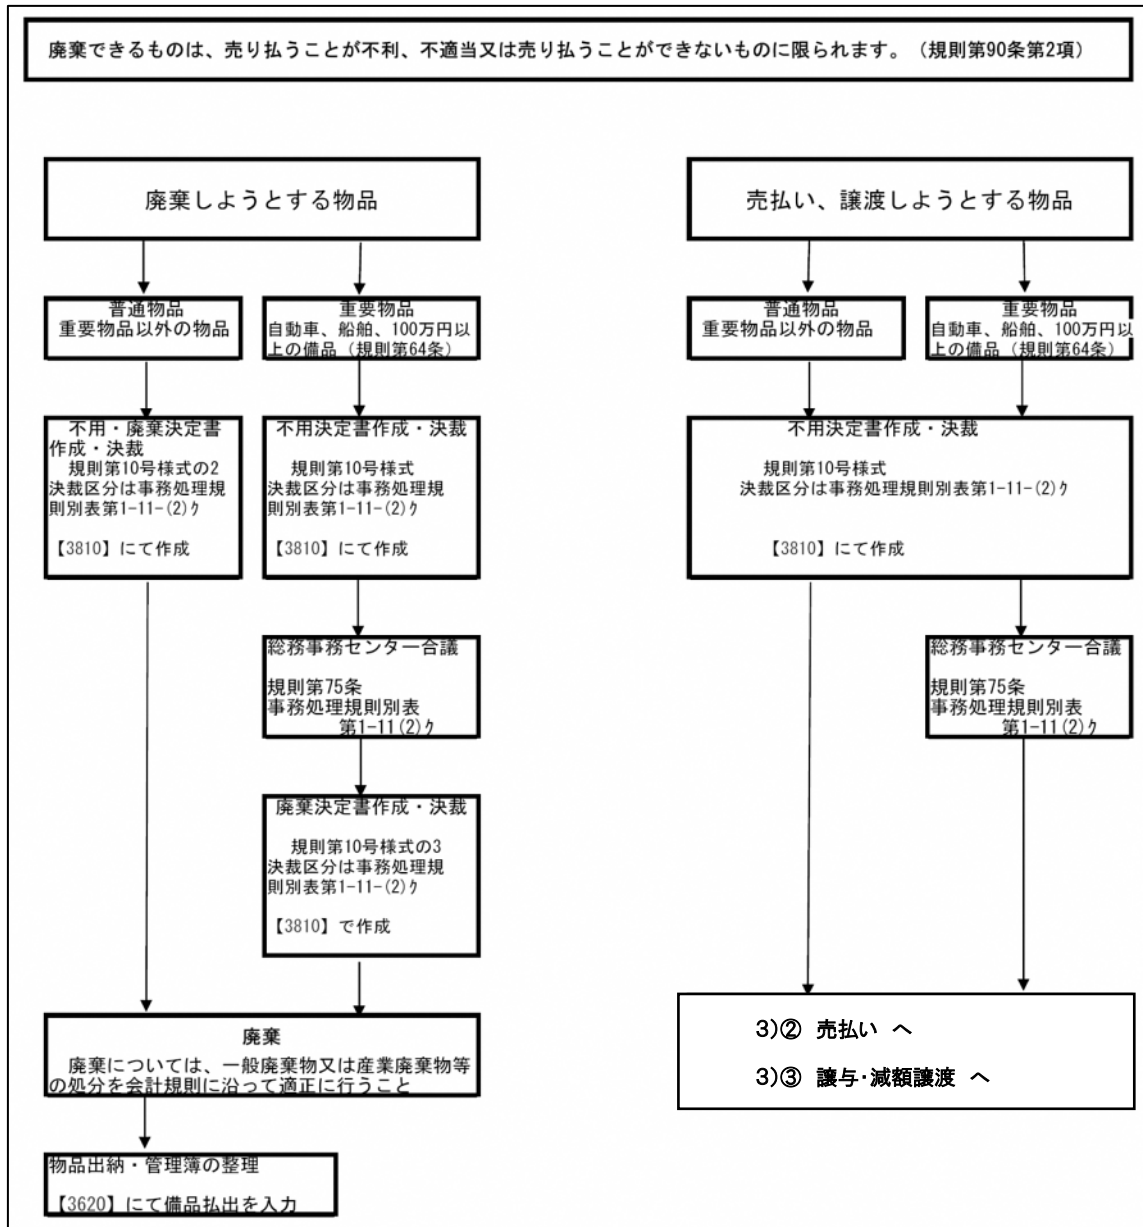 廃棄できるものは、売り払うことが不利、不適当又は売り払うことができないものに限られます。（規則第90条第2項）
廃棄しようとする物品
普通物品
重要物品以外の物品
重要物品
自動車、船舶、100万円以
上の備品（規則第64条）
不用・廃棄決定書
作成・決裁
規則第10号様式の2
決裁区分は事務処理規
則別表第1-11-(2)ｸ
【3810】にて作成
不用決定書作成・決裁
規則第10号様式
決裁区分は事務処理規
則別表第1-11-(2)ｸ
【3810】にて作成
総務事務センター合議
規則第75条
事務処理規則別表
第1-11(2)ｸ
廃棄決定書作成・決裁
規則第10号様式の3
決裁区分は事務処理規
則別表第1-11-(2)ｸ
【3810】で作成
廃棄
廃棄については、一般廃棄物又は産業廃棄物等
の処分を会計規則に沿って適正に行うこと
物品出納・管理簿の整理
【3620】にて備品払出を入力
売払い、譲渡しようとする物品
普通物品
重要物品以外の物品
重要物品
自動車、船舶、100万円以
上の備品（規則第64条）
不用決定書作成・決裁
規則第10号様式
決裁区分は事務処理規則別表第1-11-(2)ｸ
【3810】にて作成
総務事務センター合議
規則第75条
事務処理規則別表
第1-11(2)ｸ
3)② 売払い へ
3)③ 譲与・減額譲渡 へ